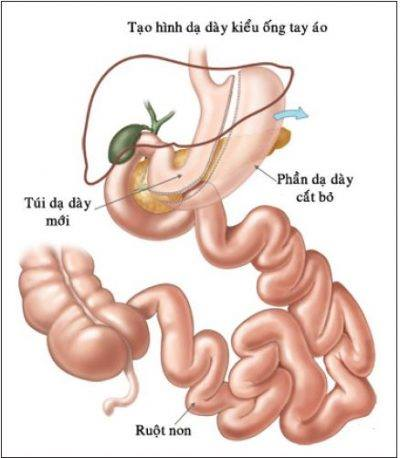 Tạo hình dạ dày kiểu ống tay áo
Túi dạ dày
mới
Phần dạ dày
cắt bỏ
Ruột non